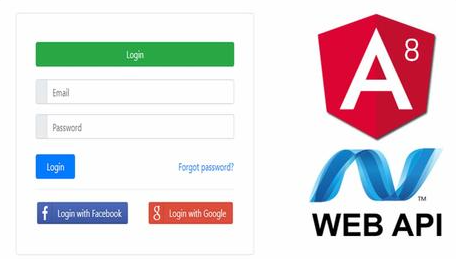 Login
Email
Password
Login Forgot password?
f Login with Facebook
g Login with Google
A 8
TM
WEB API